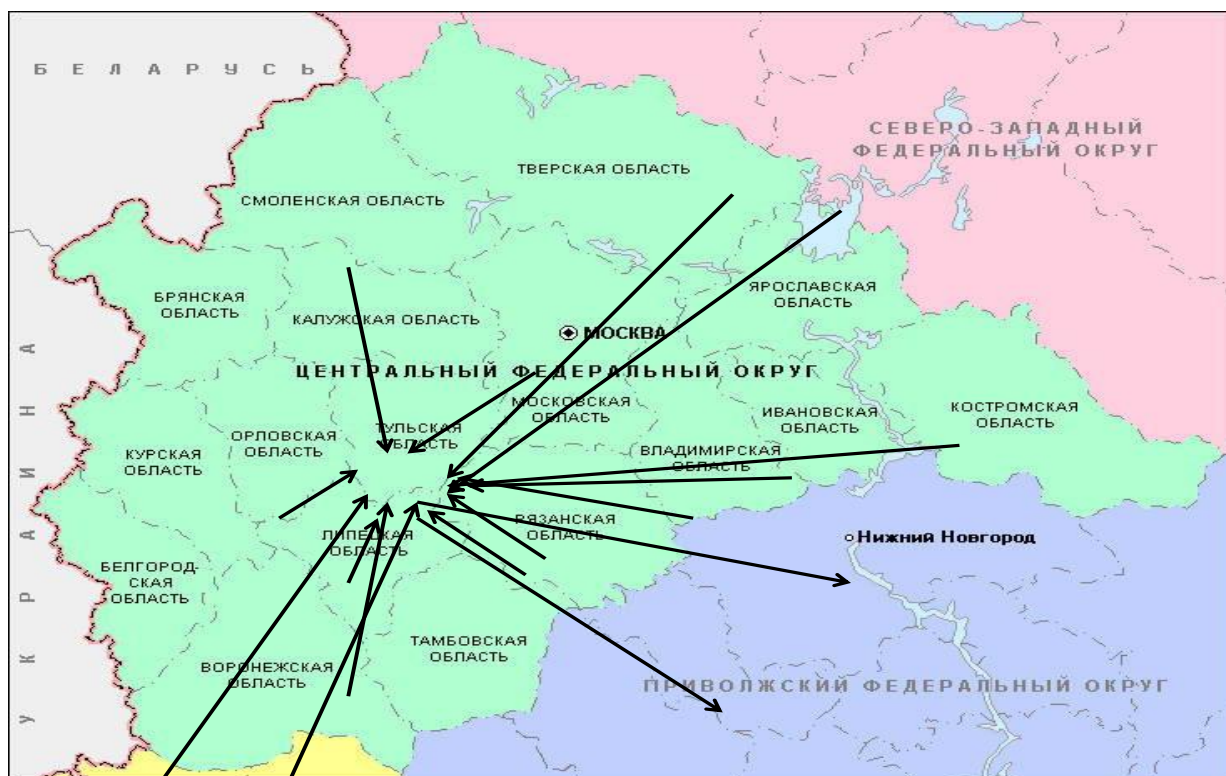 БЕЛАРУСЬ
СЕВЕРО-ЗАПАДНЫЙ
ФЕДЕРАЛЬНЫЙ ОКРУГ
ТВЕРСКАЯ ОБЛАСТЬ
СМОЛЕНСКАЯ ОБЛАСТЬ
ЯРОСЛАВСКАЯ
ОБЛАСТЬ
БРЯНСКАЯ
ОБЛАСТЬ
КАЛУЖСКАЯ ОБЛАСТЬ
МОСКВА
ЦЕНТРАЛЬНЫЙ ФЕДЕРАЛЬНЫЙ ОКРУГ
МОСКОВСКАЯ
ОБЛАСТЬ
ИВАНОВСКАЯ
ОБЛАСТЬ
КОСТРОМСКАЯ
ОБЛАСТЬ
ТУЛЬСКАЯ
ОБЛАСТЬ
ОРЛОВСКАЯ
ОБЛАСТЬ
КУРСКАЯ
ОБЛАСТЬ
ВЛАДИМИРСКАЯ
ОБЛАСТЬ
РЯЗАНСКАЯ
ОБЛАСТЬ
ЛИПЕЦКАЯ
ОБЛАСТЬ
Нижний Новгород
БЕЛГОРОД-
СКАЯ
ОБЛАСТЬ
ТАМБОВСКАЯ
ОБЛАСТЬ
ВОРОНЕЖСКАЯ
ОБЛАСТЬ
ПРИВОЛЖСКИЙ ФЕДЕРАЛЬНЫЙ ОКРУГ
УКРАИНА